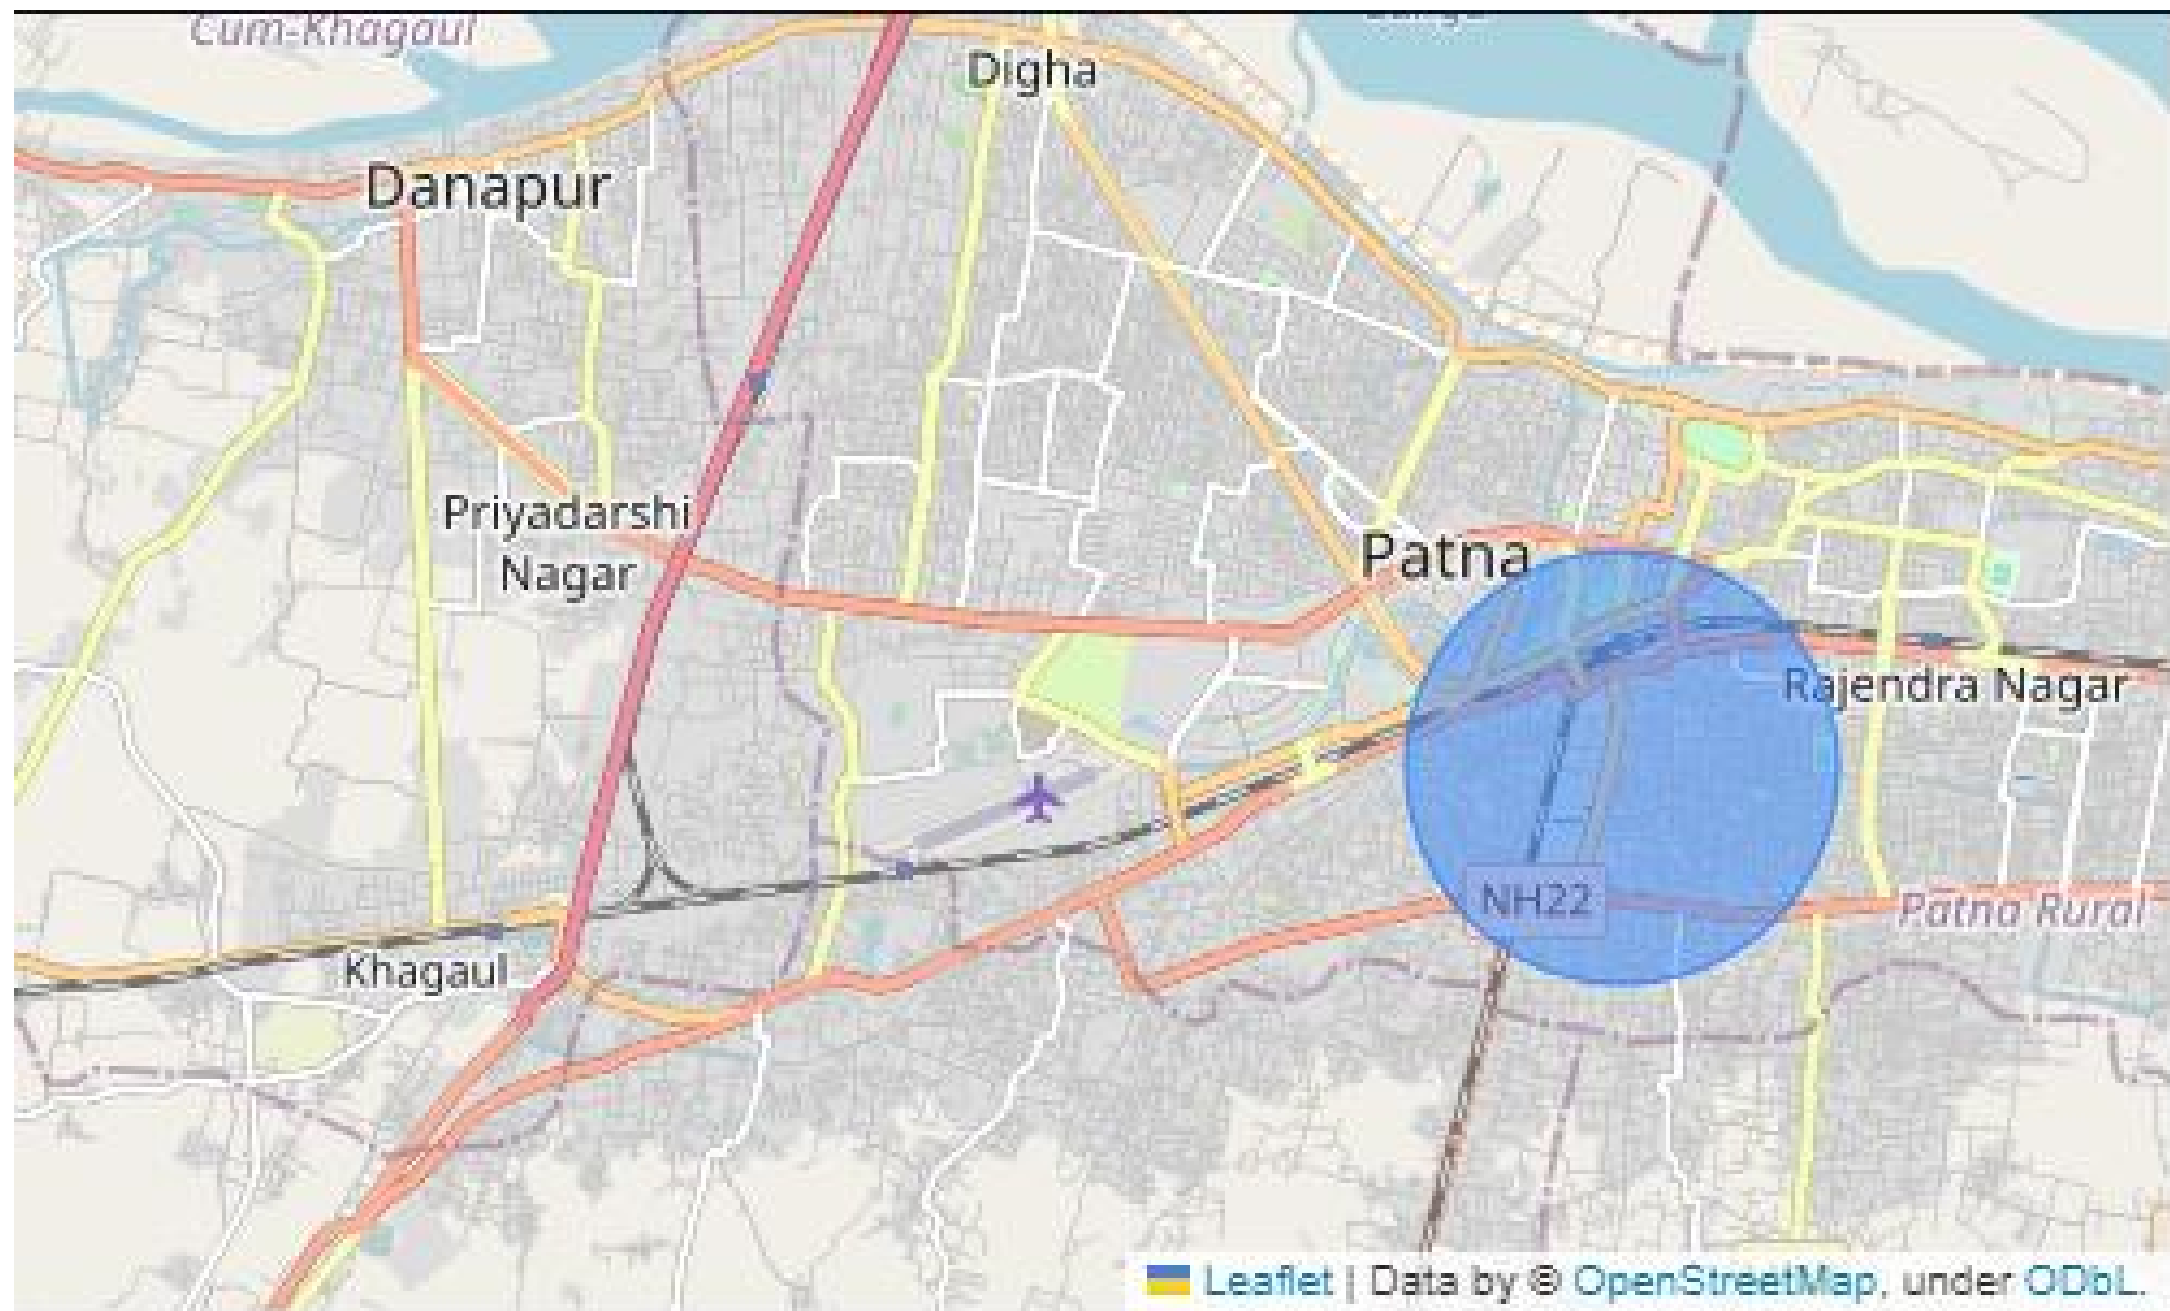 Cum-Khagaul
Digha
Danapur
Priyadarshi
Nagar
Patna
Rajendra Nagar
NH22
Patna Rural
Khagaul
Leaflet | Data by © OpenStreetMap, under ODbL.